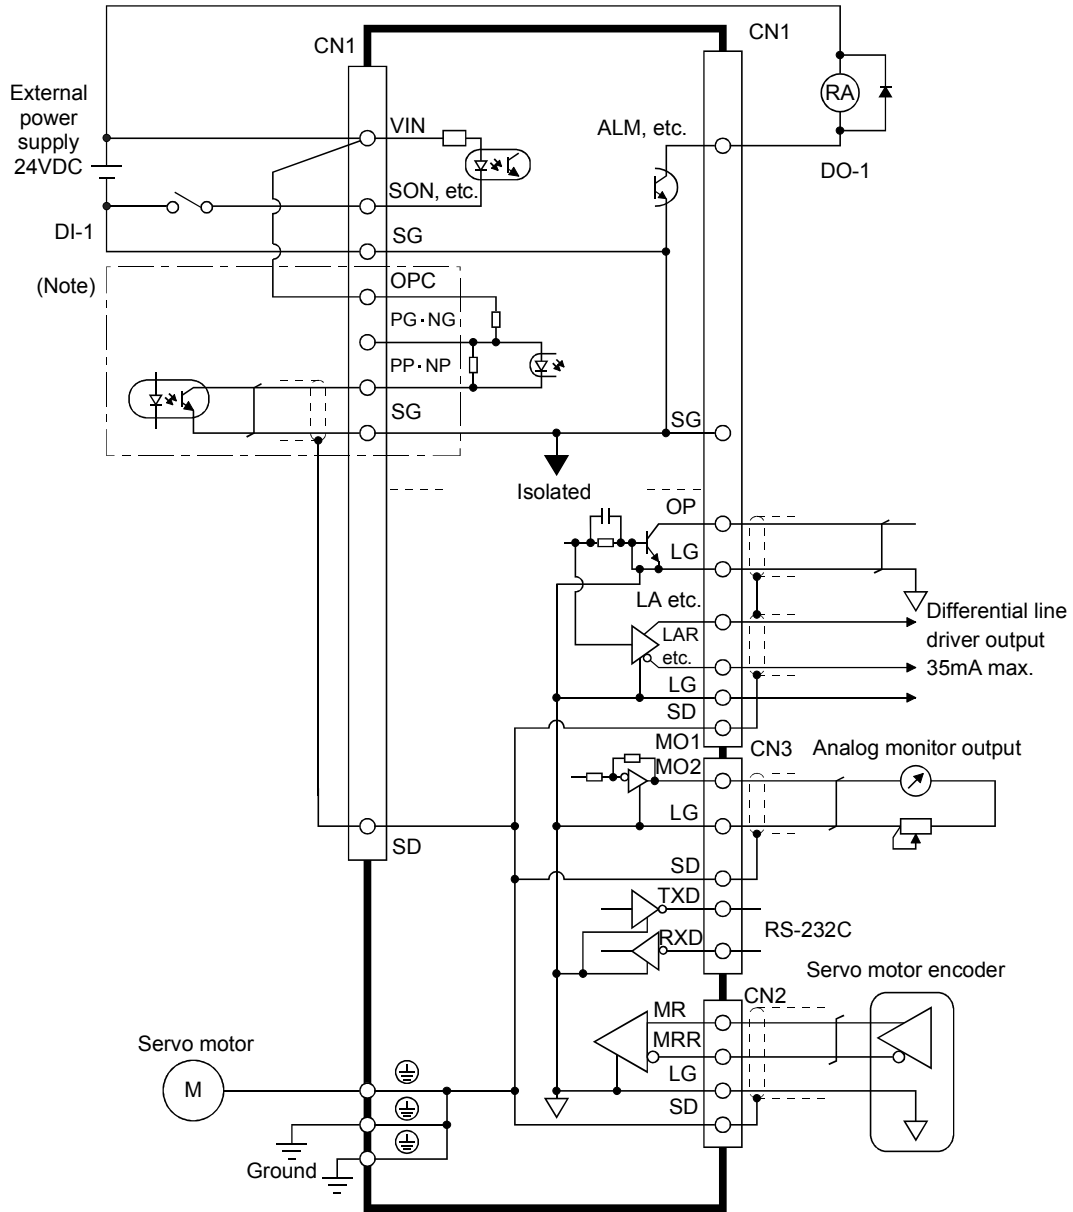 CN1
CN1
External
power
supply
24VDC
VIN
RA
ALM, etc.
DO-1
SON, etc.
DI-1
SG
(Note)
OPC
PG·NG
PP·NP
SG
SG
Isolated
OP
LG
LA etc.
LAR
etc.
Differential line
driver output
35mA max.
LG
SD
MO1
CN3
Analog monitor output
MO2
LG
SD
SD
TXD
RXD
RS-232C
Servo motor encoder
CN2
MR
MRR
LG
SD
Servo motor
M
Ground